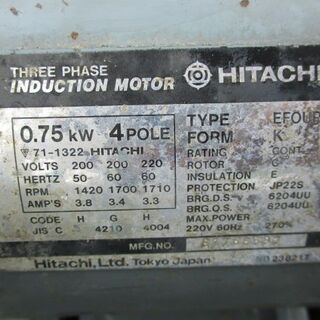 THREE PHASE
INDUCTION MOTOR HITACHI
0.75 kW 4 POLE
71-1322 HITACHI
VOLTS 200 200 220
HERTZ 50 60 60
RPM 1420 1700 1710
AMP'S 3.8 3.4 3.3
CODE H G H
JIS C 4210 4004
TYPE EFOUP
FORM K
RATING CONT
ROTOR
INSULATION E
PROTECTION JP22S
BRG.D.S. 6204UU
BRG.O.S. 6204UU
MAX.POWER
220V 60Hz 270%
MFG.NO.
Hitachi, Ltd. Tokyo Japan